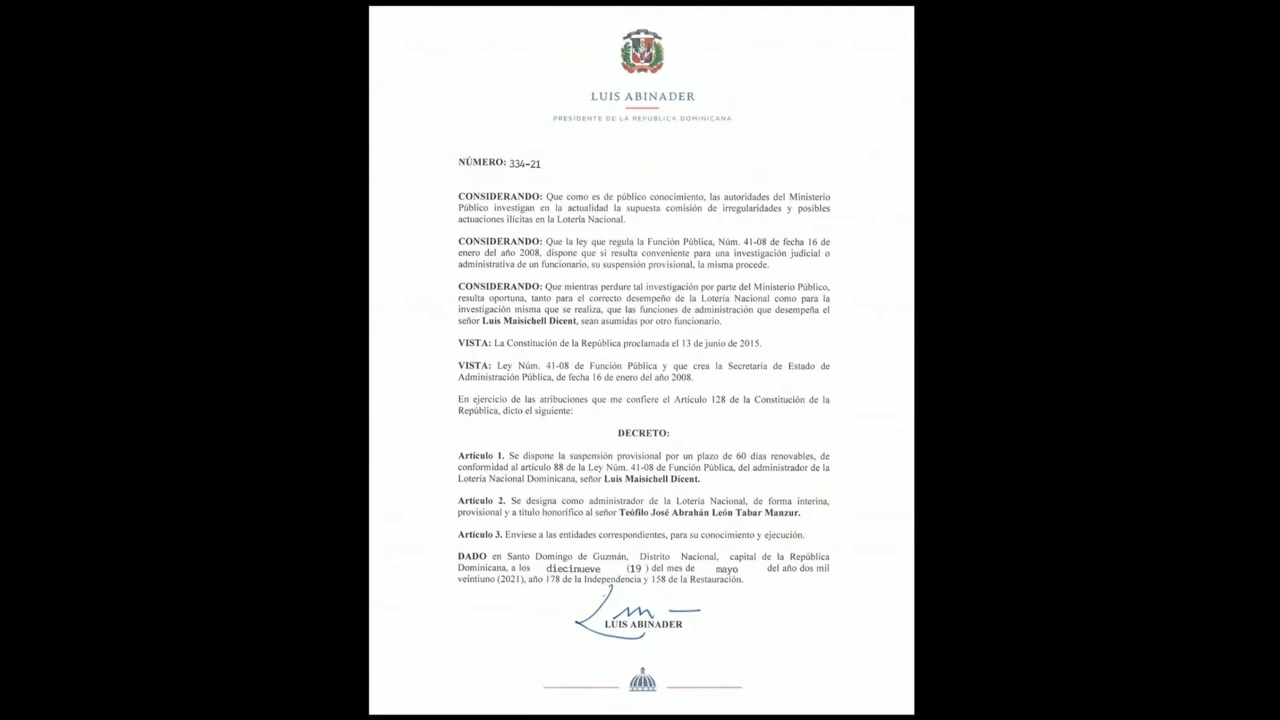 LUIS ABINADER
PRESIDENTE DE LA REPÚBLICA DOMINICANA
NÚMERO: 334-21
CONSIDERANDO: Que como es de público conocimiento, las autoridades del Ministerio
Público investigan en la actualidad la supuesta comisión de irregularidades y posibles
actuaciones ilícitas en la Lotería Nacional.
CONSIDERANDO: Que la ley que regula la Función Pública, Núm. 41-08 de fecha 16 de
enero del año 2008, dispone que si resulta conveniente para una investigación judicial o
administrativa de un funcionario, su suspensión provisional, la misma procede.
CONSIDERANDO: Que mientras perdure tal investigación por parte del Ministerio Público,
resulta oportuna, tanto para el correcto desempeño de la Lotería Nacional como para la
investigación misma que se realiza, que las funciones de administración que desempeña el
señor Luis Maisichell Dicent, sean asumidas por otro funcionario.
VISTA: La Constitución de la República proclamada el 13 de junio de 2015.
VISTA: Ley Núm. 41-08 de Función Pública y que crea la Secretaría de Estado de
Administración Pública, de fecha 16 de enero del año 2008.
En ejercicio de las atribuciones que me confiere el Artículo 128 de la Constitución de la
República, dicto el siguiente:
DECRETO:
Artículo 1. Se dispone la suspensión provisional por un plazo de 60 días renovables, de
conformidad al artículo 88 de la Ley Núm. 41-08 de Función Pública, del administrador de la
Lotería Nacional Dominicana, señor Luis Maisichell Dicent.
Artículo 2. Se designa como administrador de la Lotería Nacional, de forma interina,
provisional y a título honorífico al señor Teófilo José Abrahán León Tabar Manzur.
Artículo 3. Envíese a las entidades correspondientes, para su conocimiento y ejecución.
DADO en Santo Domingo de Guzmán, Distrito Nacional, capital de la República
Dominicana, a los diecinueve (19 ) del mes de mayo del año dos mil
veintiuno (2021), año 178 de la Independencia y 158 de la Restauración.
LUIS ABINADER